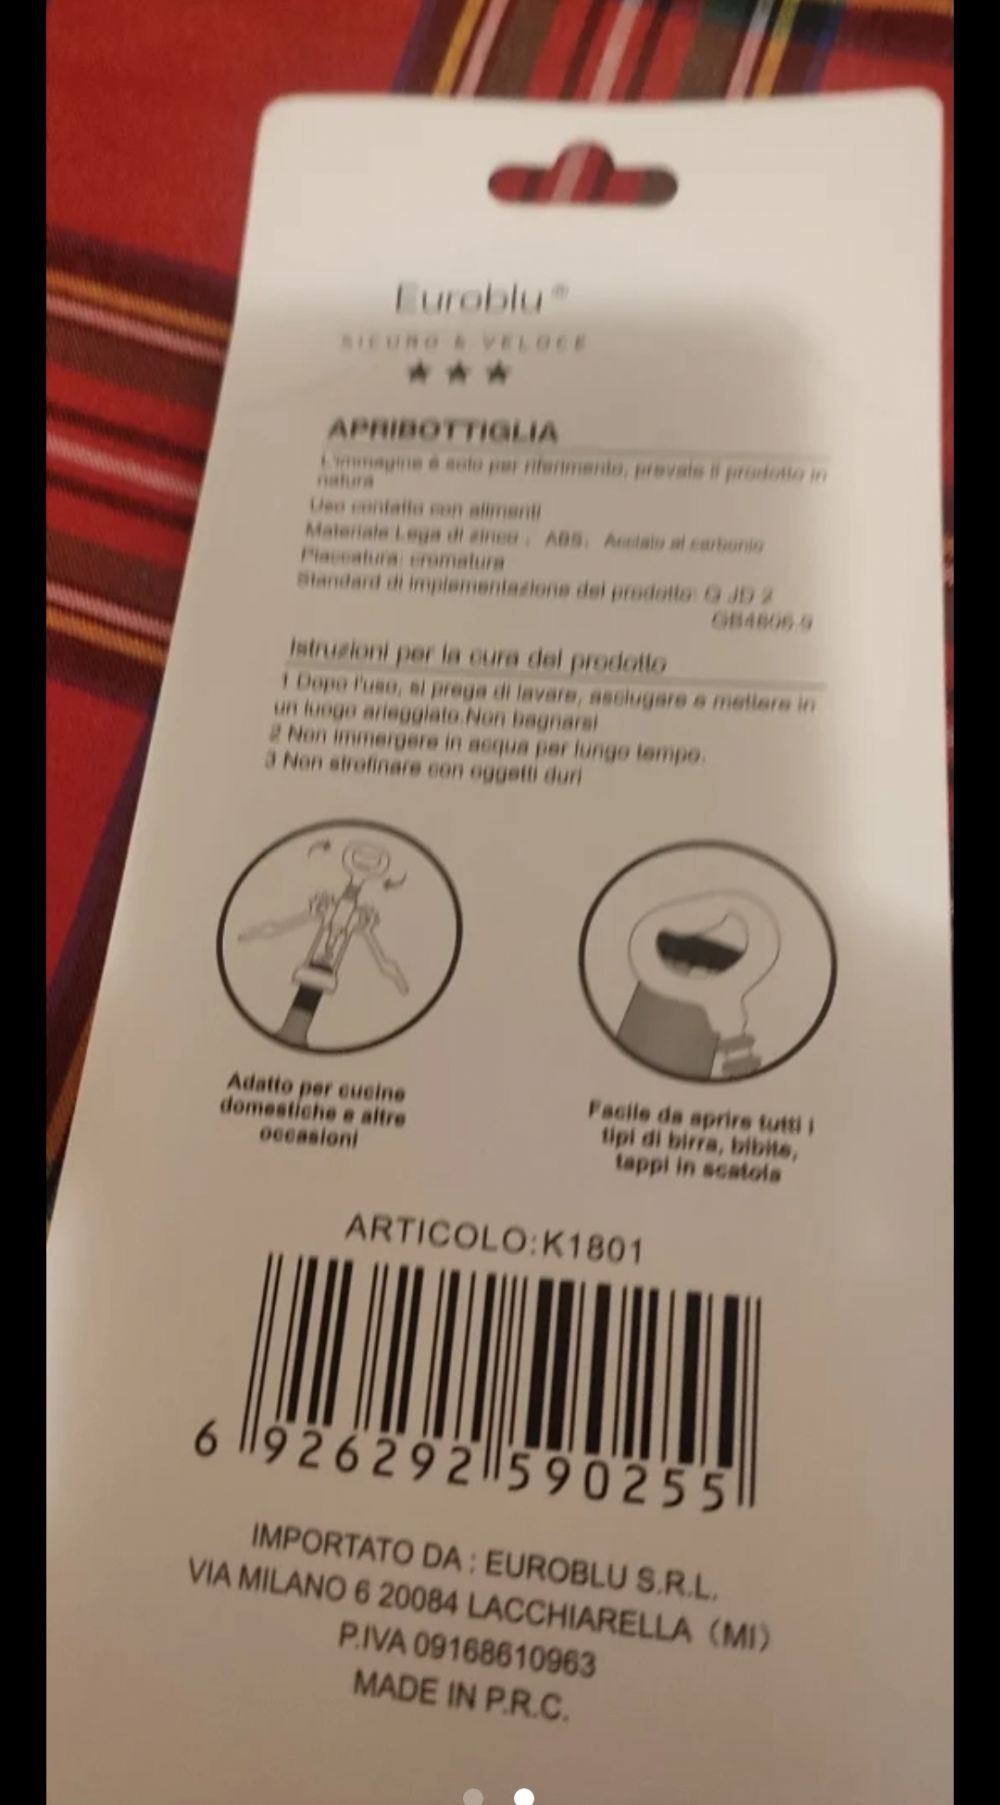 Euroblu®
SICURO & VELOCE
APRIBOTTIGLIA
L'immagine è solo per riferimento, prevale il prodotto in
natura
Uso contatto con alimenti
Materiale Lega di zinco , ABS, Acciaio al carbonio
Placcatura: cromatura
Standard di implementazione del prodotto: Q JD 2
GB4806.9
Istruzioni per la cura del prodotto
1 Dopo l'uso, si prega di lavare, asciugare e mettere in
un luogo arieggiato.Non bagnarsi
2 Non immergere in acqua per lungo tempo.
3 Non strofinare con oggetti duri
Adatto per cucine
domestiche e altre
occasioni
Facile da aprire tutti i
tipi di birra, bibite,
tappi in scatola
ARTICOLO:K1801
6 926292 590255
IMPORTATO DA : EUROBLU S.R.L.
VIA MILANO 6 20084 LACCHIARELLA (MI)
P.IVA 09168610963
MADE IN P.R.C.